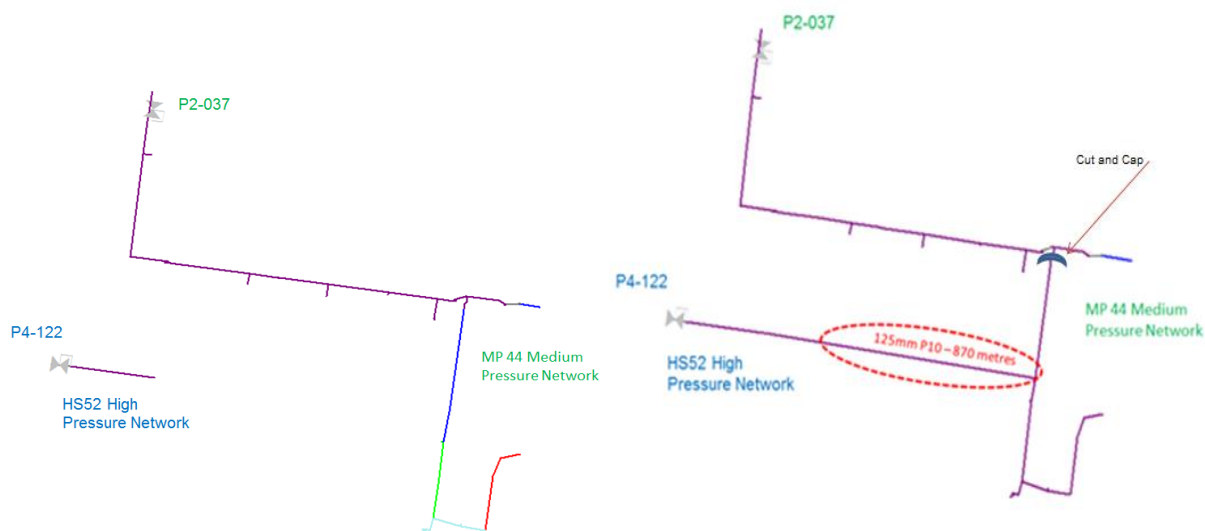 P2-037
P4-122
MP 44 Medium
Pressure Network
HS52 High
Pressure Network
P2-037
Cut and Cap
P4-122
MP 44 Medium
Pressure Network
125mm P10 – 870 metres
HS52 High
Pressure Network